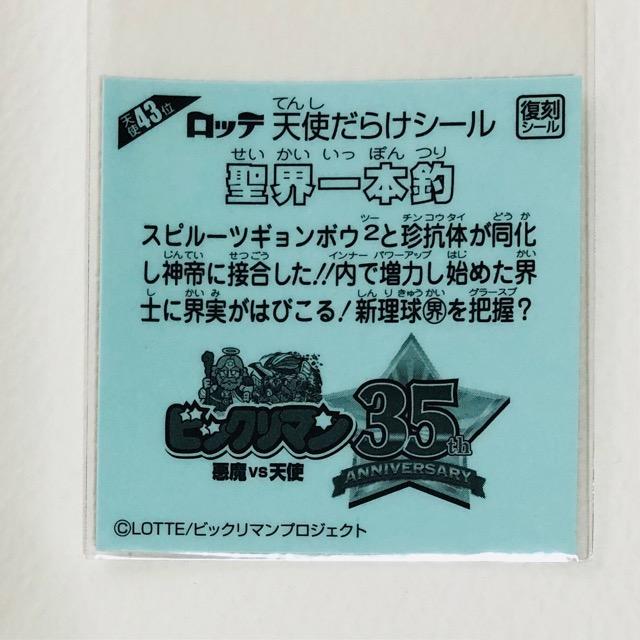 天使43位
ロッテ 天使だらけシール
てんし
復刻
シール
せいかいいっぽんつり
聖界一本釣
スピルーツギョンボウ2と珍抗体が同化
ツー チンコウタイ どうか
し神帝に接合した!!内で増力し始めた界
じんてい せつごう インナー パワーアップ はじ かい
士に界実がはびこる!新理球界を把握?
し かいみ しんりきゅうかい グラースプ
ビックリマン
悪魔VS天使
35th
ANNIVERSARY
©LOTTE/ビックリマンプロジェクト